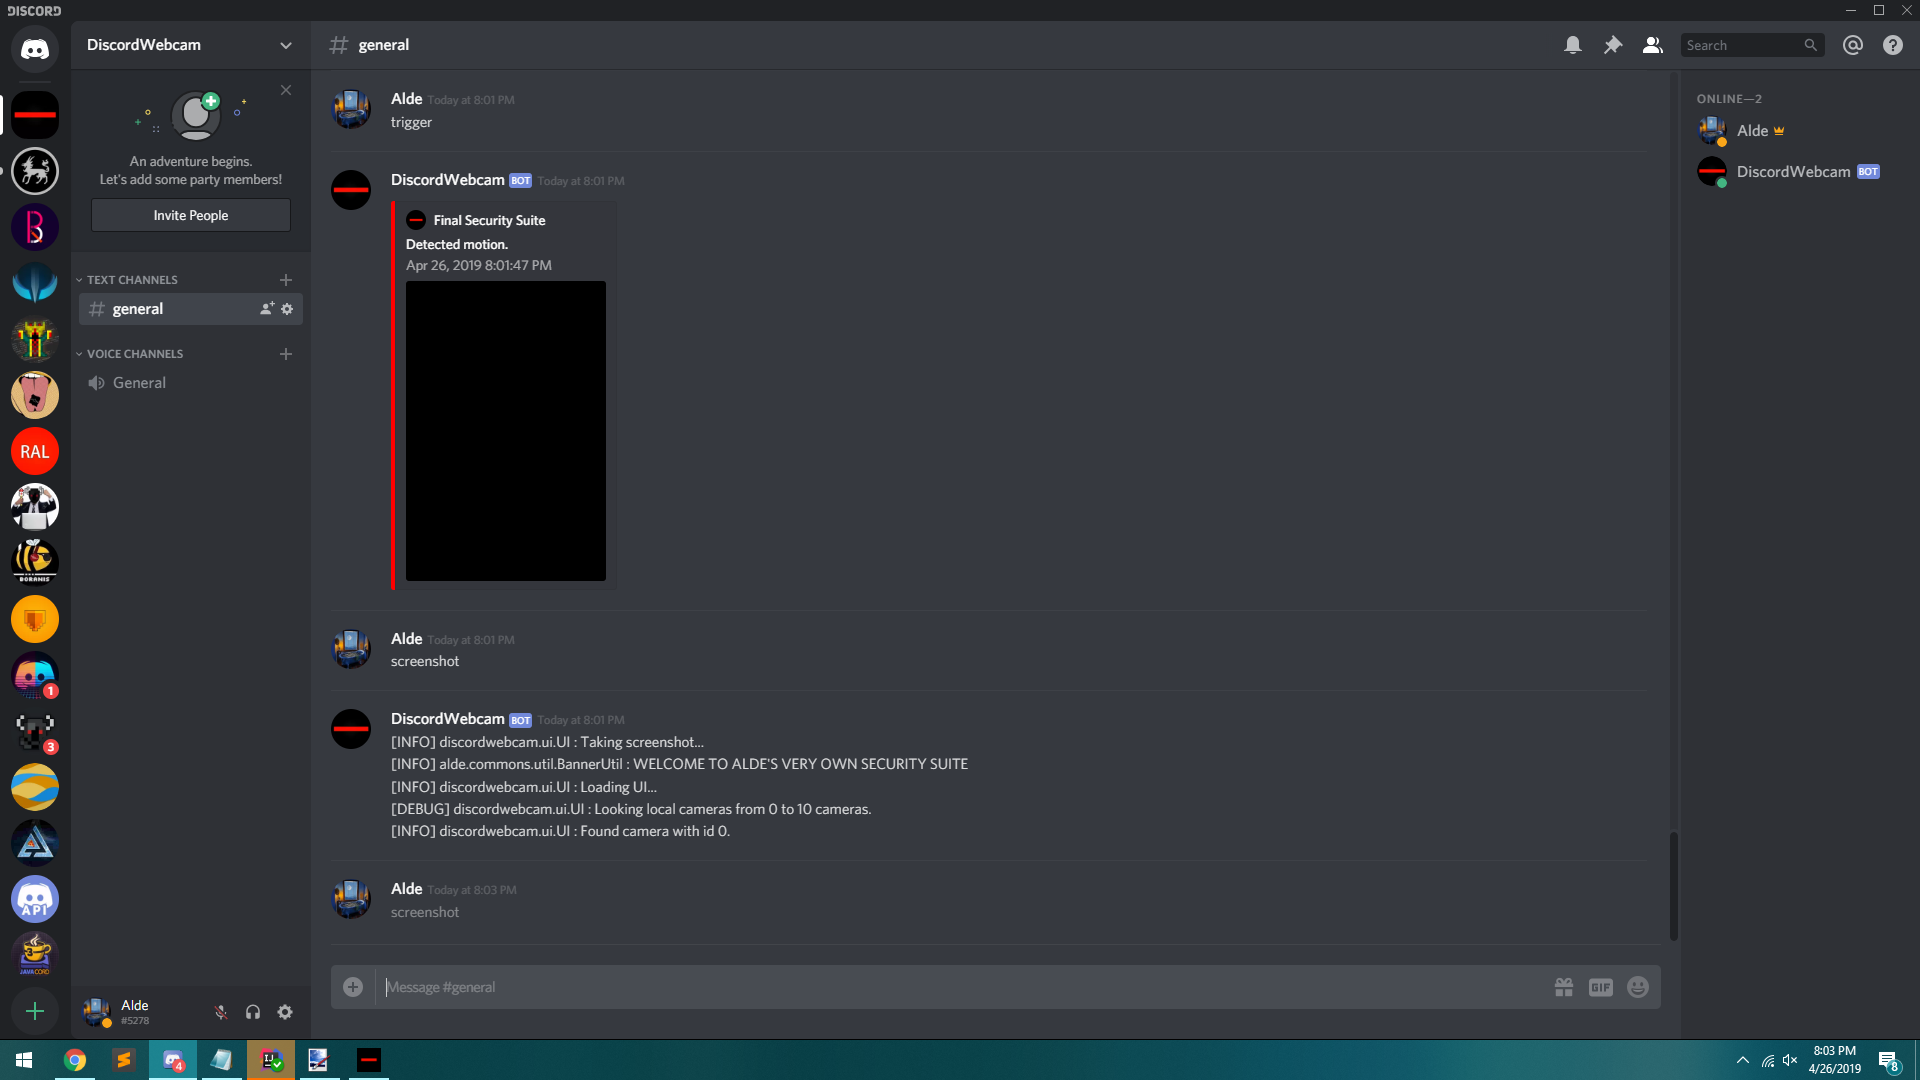 DISCORD
DiscordWebcam
general
Search
An adventure begins.
Let's add some party members!
Invite People
TEXT CHANNELS
general
VOICE CHANNELS
General
RAL
BORANIS
1
3
API
JAVACORD
Alde
#5278
Alde Today at 8:01 PM
trigger
DiscordWebcam BOT Today at 8:01 PM
Final Security Suite
Detected motion.
Apr 26, 2019 8:01:47 PM
Alde Today at 8:01 PM
screenshot
DiscordWebcam BOT Today at 8:01 PM
[INFO] discordwebcam.ui.UI : Taking screenshot...
[INFO] alde.commons.util.BannerUtil : WELCOME TO ALDE'S VERY OWN SECURITY SUITE
[INFO] discordwebcam.ui.UI : Loading UI...
[DEBUG] discordwebcam.ui.UI : Looking local cameras from 0 to 10 cameras.
[INFO] discordwebcam.ui.UI : Found camera with id 0.
Alde Today at 8:03 PM
screenshot
Message #general
GIF
ONLINE—2
Alde
DiscordWebcam BOT
4
IJ
8:03 PM
4/26/2019
8